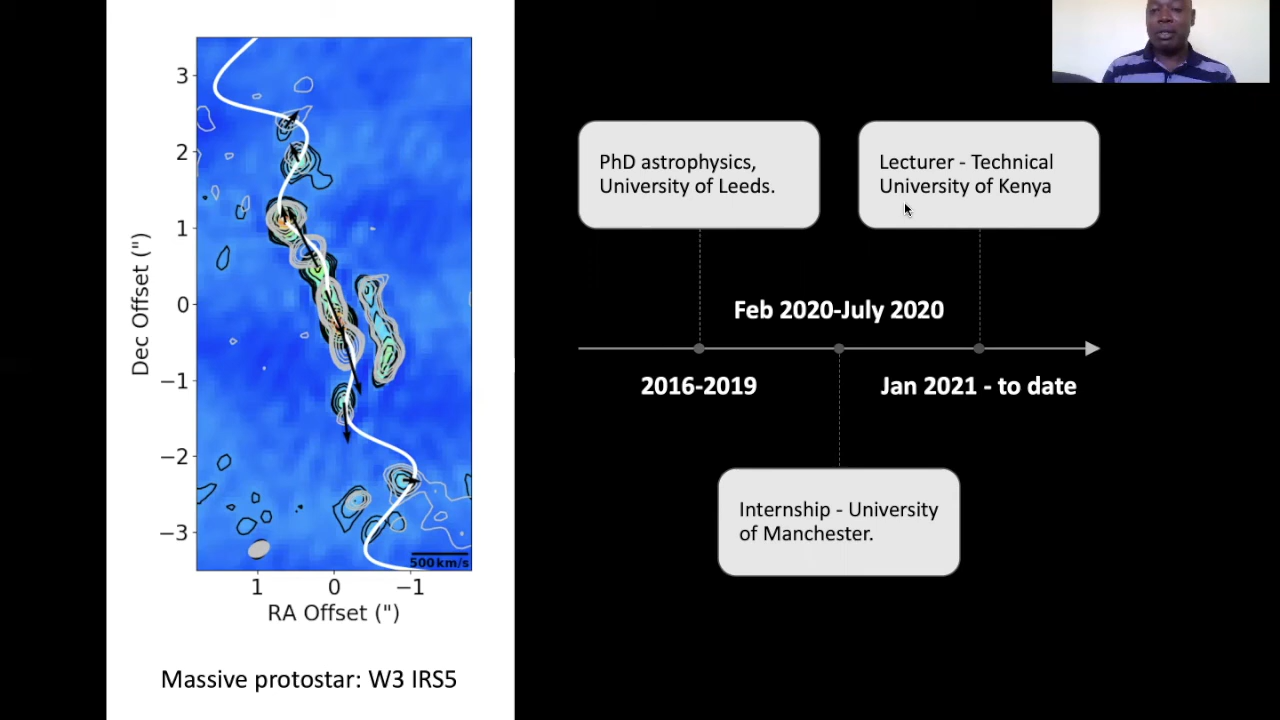 3
2
1
0
−1
−2
−3
Dec Offset (")
500 km/s
1
0
−1
RA Offset (")
Massive protostar: W3 IRS5
PhD astrophysics,
University of Leeds.
Lecturer - Technical
University of Kenya
Feb 2020-July 2020
2016-2019
Jan 2021 - to date
Internship - University
of Manchester.